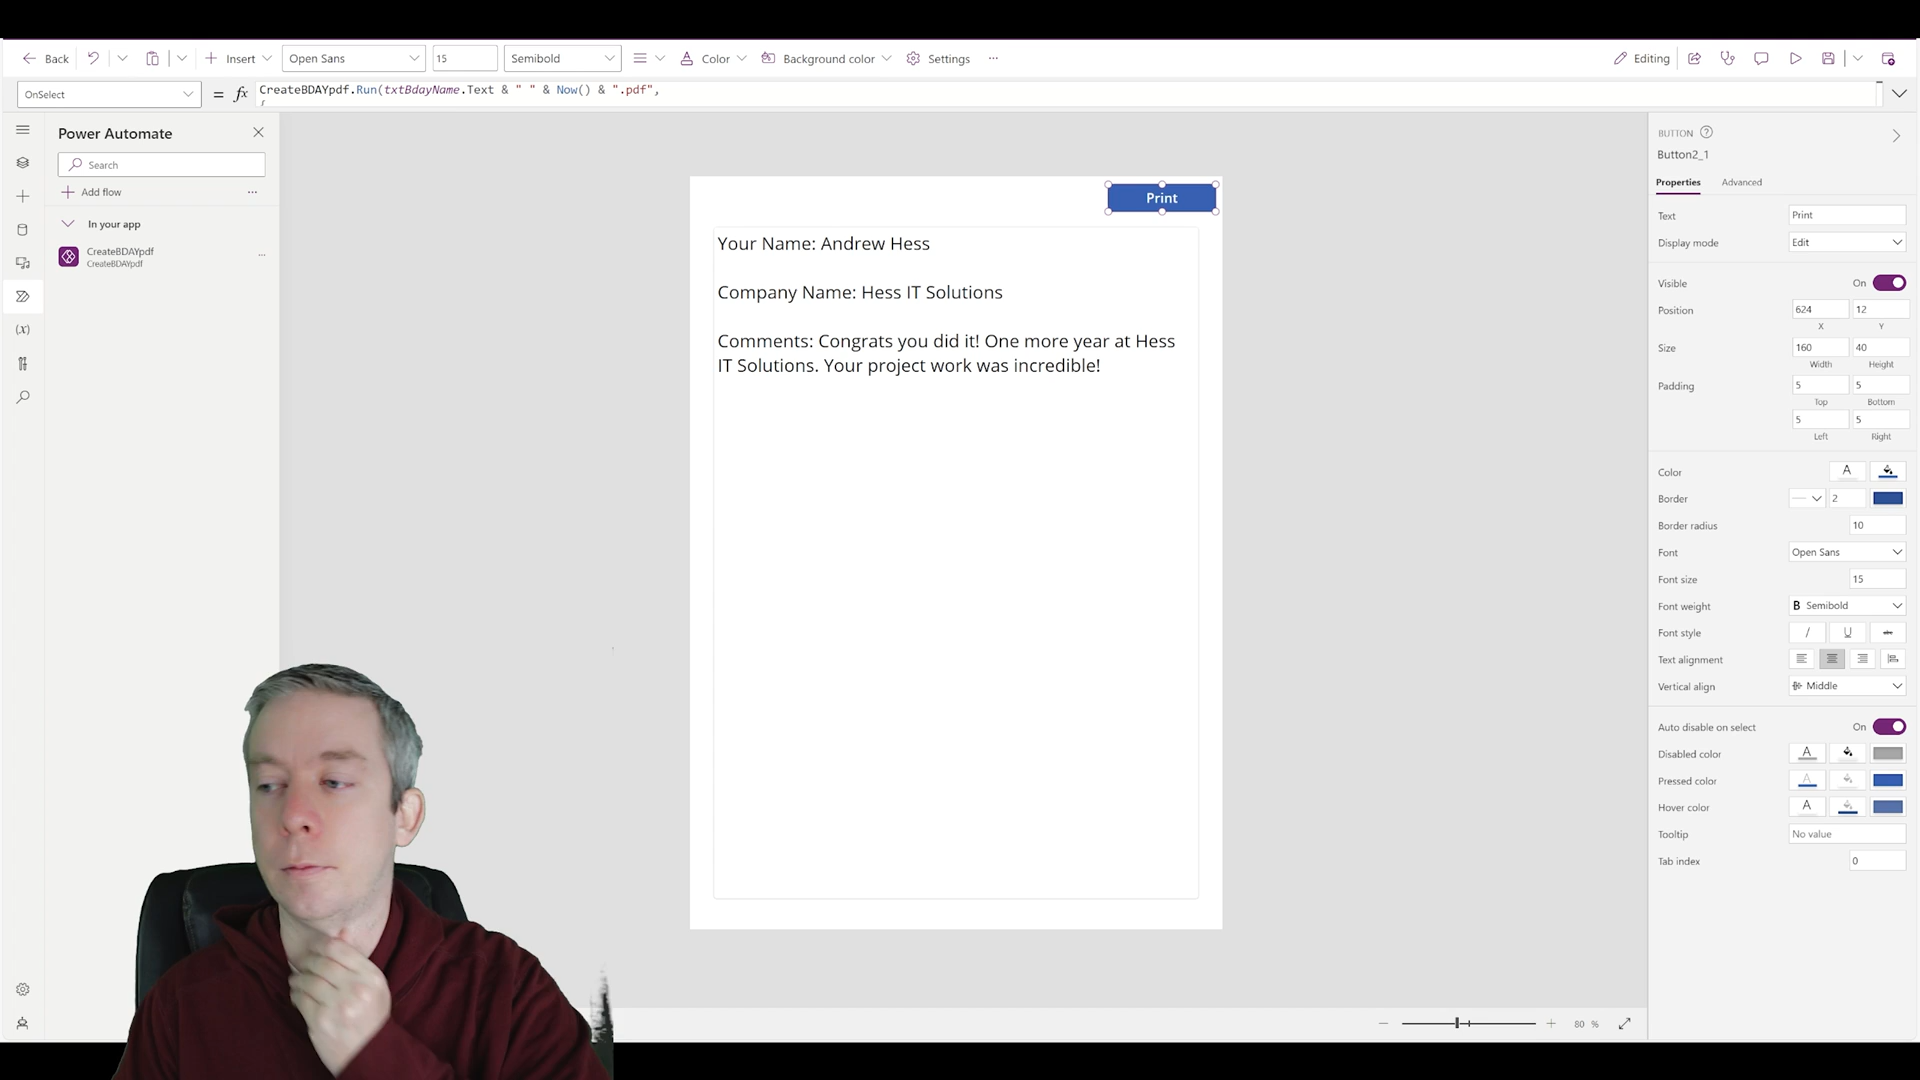 Back
Insert
Open Sans
15
Semibold
Color
Background color
Settings
Editing
OnSelect
= fx CreateBDAYpdf.Run(txtBdayName.Text & " " & Now() & ".pdf",
{
Power Automate
Search
Add flow
In your app
CreateBDAYpdf
CreateBDAYpdf
Print
Your Name: Andrew Hess
Company Name: Hess IT Solutions
Comments: Congrats you did it! One more year at Hess
IT Solutions. Your project work was incredible!
BUTTON
Button2_1
Properties Advanced
Text Print
Display mode Edit
Visible On
Position 624 12
X Y
Size 160 40
Width Height
Padding 5 5
Top Bottom
5 5
Left Right
Color A
Border 2
Border radius 10
Font Open Sans
Font size 15
Font weight B Semibold
Font style / U abc
Text alignment
Vertical align Middle
Auto disable on select On
Disabled color A
Pressed color A
Hover color A
Tooltip No value
Tab index 0
80 %